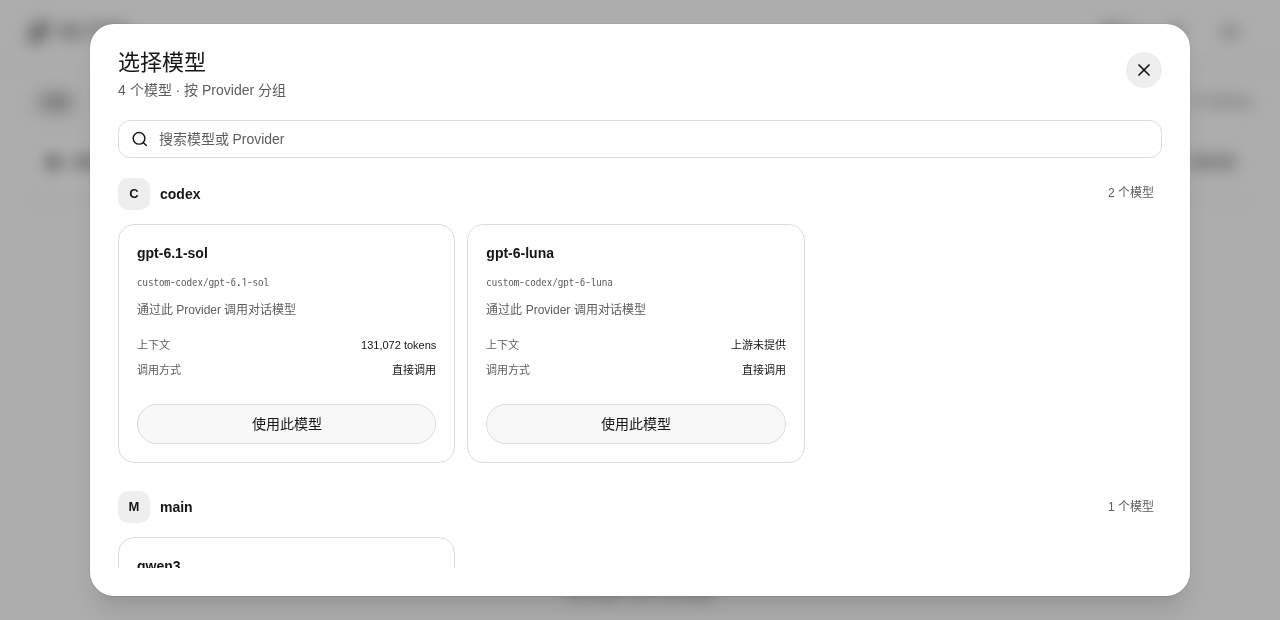 选择模型
4 个模型 · 按 Provider 分组
搜索模型或 Provider
C codex 2 个模型
gpt-6.1-sol
custom-codex/gpt-6.1-sol
通过此 Provider 调用对话模型
上下文 131,072 tokens
调用方式 直接调用
使用此模型
gpt-6-luna
custom-codex/gpt-6-luna
通过此 Provider 调用对话模型
上下文 上游未提供
调用方式 直接调用
使用此模型
M main 1 个模型
qwen3